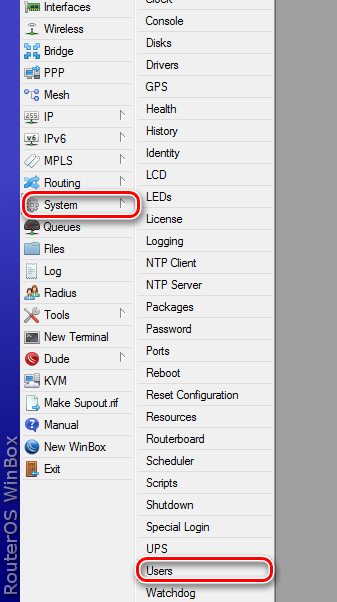 Interfaces
Wireless
Bridge
PPP
Mesh
IP
IPv6
MPLS
Routing
System
Queues
Files
Log
Radius
Tools
New Terminal
Dude
KVM
Make Supout.rif
Manual
New WinBox
Exit
Clock
Console
Disks
Drivers
GPS
Health
History
Identity
LCD
LEDs
License
Logging
NTP Client
NTP Server
Packages
Password
Ports
Reboot
Reset Configuration
Resources
Routerboard
Scheduler
Scripts
Shutdown
Special Login
UPS
Users
Watchdog
RouterOS WinBox